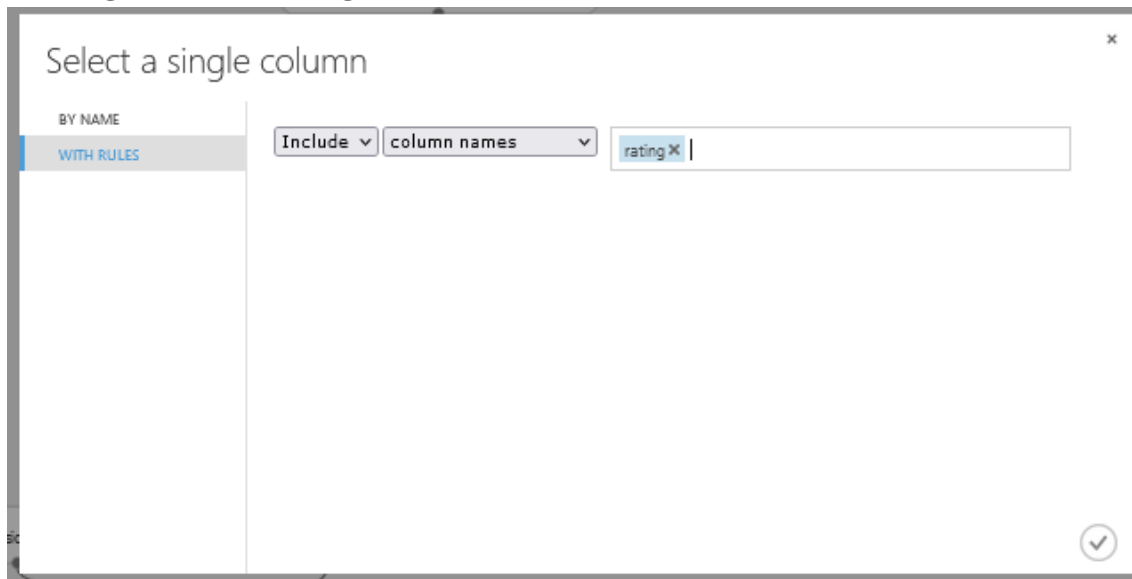 Select a single column
×
BY NAME
WITH RULES
Include
column names
rating ×